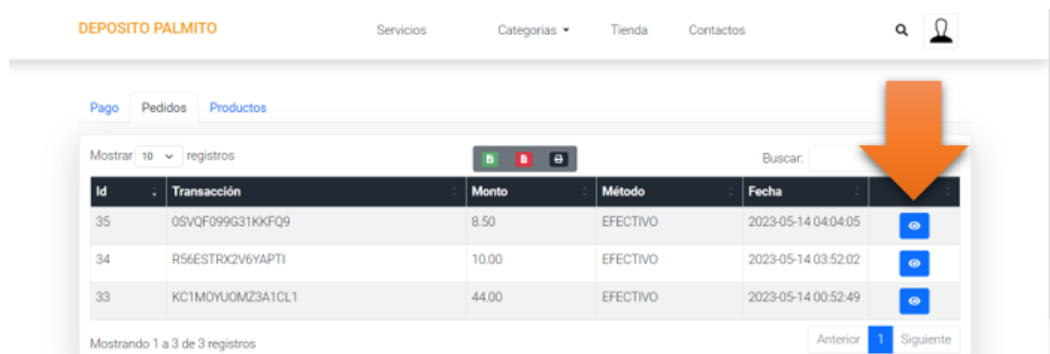 DEPOSITO PALMITO Servicios Categorias Tienda Contactos
Pago Pedidos Productos
Mostrar 10 registros Buscar:
Id Transacción Monto Método Fecha
35 0SVQF099G31KKFQ9 8.50 EFECTIVO 2023-05-14 04:04:05
34 R56ESTRX2V6YAPTI 10.00 EFECTIVO 2023-05-14 03:52:02
33 KC1MOYU0MZ3A1CL1 44.00 EFECTIVO 2023-05-14 00:52:49
Mostrando 1 a 3 de 3 registros Anterior 1 Siguiente